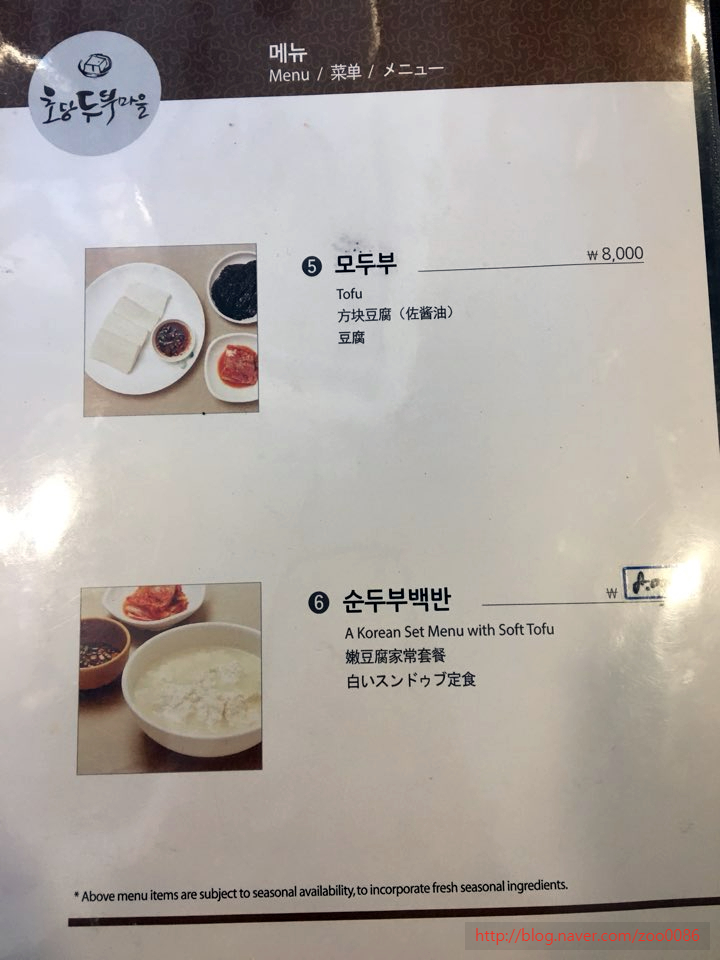 초당두부마을
메뉴
Menu / 菜单 / メニュー
5 모두부 ₩ 8,000
Tofu
方块豆腐（佐酱油）
豆腐
6 순두부백반 ₩
A Korean Set Menu with Soft Tofu
嫩豆腐家常套餐
白いスンドゥブ定食
* Above menu items are subject to seasonal availability, to incorporate fresh seasonal ingredients.
http://blog.naver.com/zoo0086